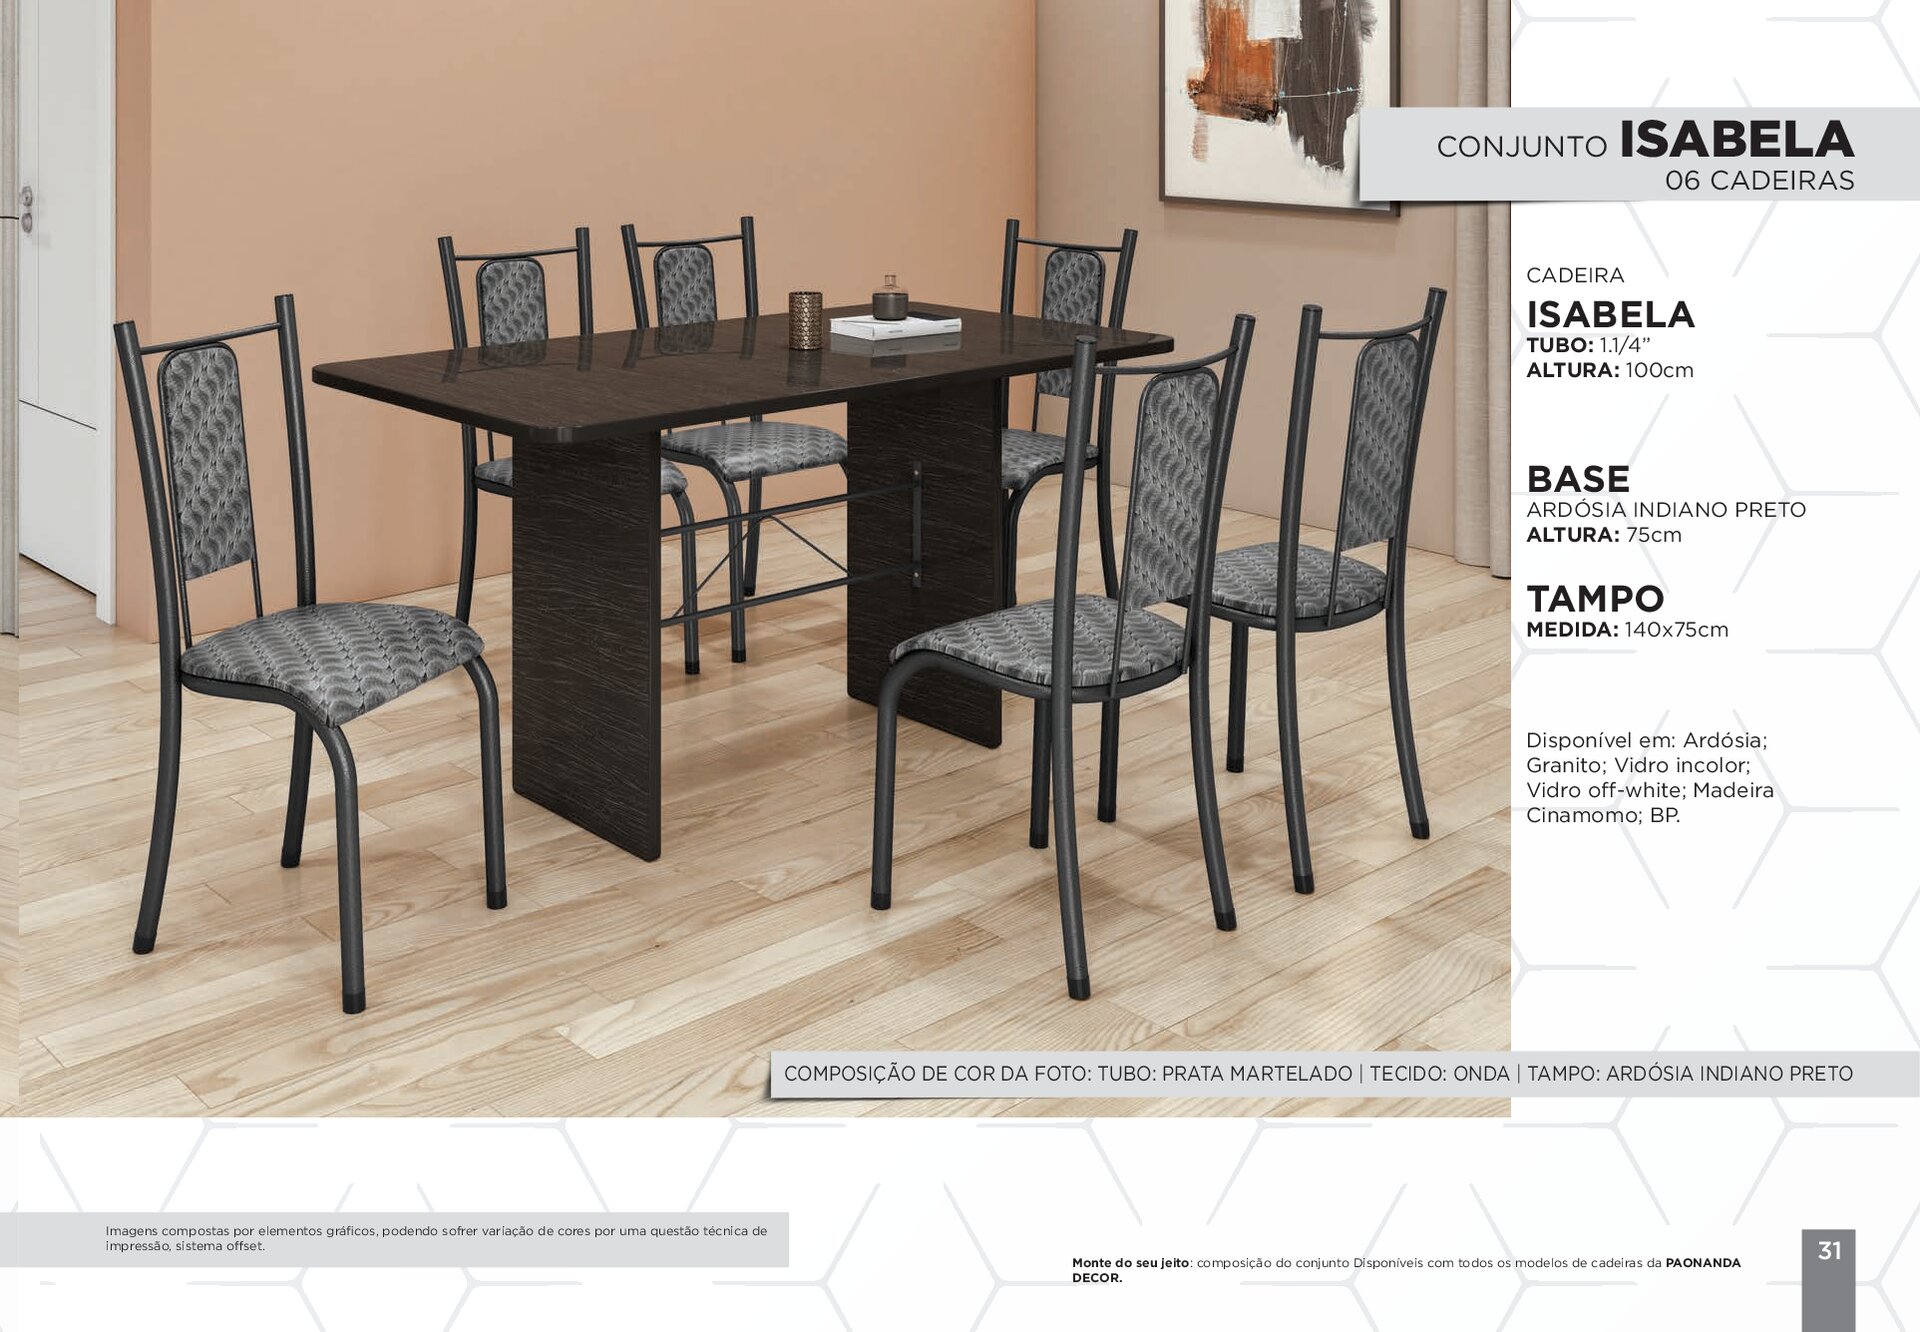 CONJUNTO ISABELA
06 CADEIRAS
CADEIRA
ISABELA
TUBO: 1.1/4”
ALTURA: 100cm
BASE
ARDÓSIA INDIANO PRETO
ALTURA: 75cm
TAMPO
MEDIDA: 140x75cm
Disponível em: Ardósia;
Granito; Vidro incolor;
Vidro off-white; Madeira
Cinamomo; BP.
COMPOSIÇÃO DE COR DA FOTO: TUBO: PRATA MARTELADO | TECIDO: ONDA | TAMPO: ARDÓSIA INDIANO PRETO
Imagens compostas por elementos gráficos, podendo sofrer variação de cores por uma questão técnica de
impressão, sistema offset.
Monte do seu jeito: composição do conjunto Disponíveis com todos os modelos de cadeiras da PAONANDA
DECOR.
31